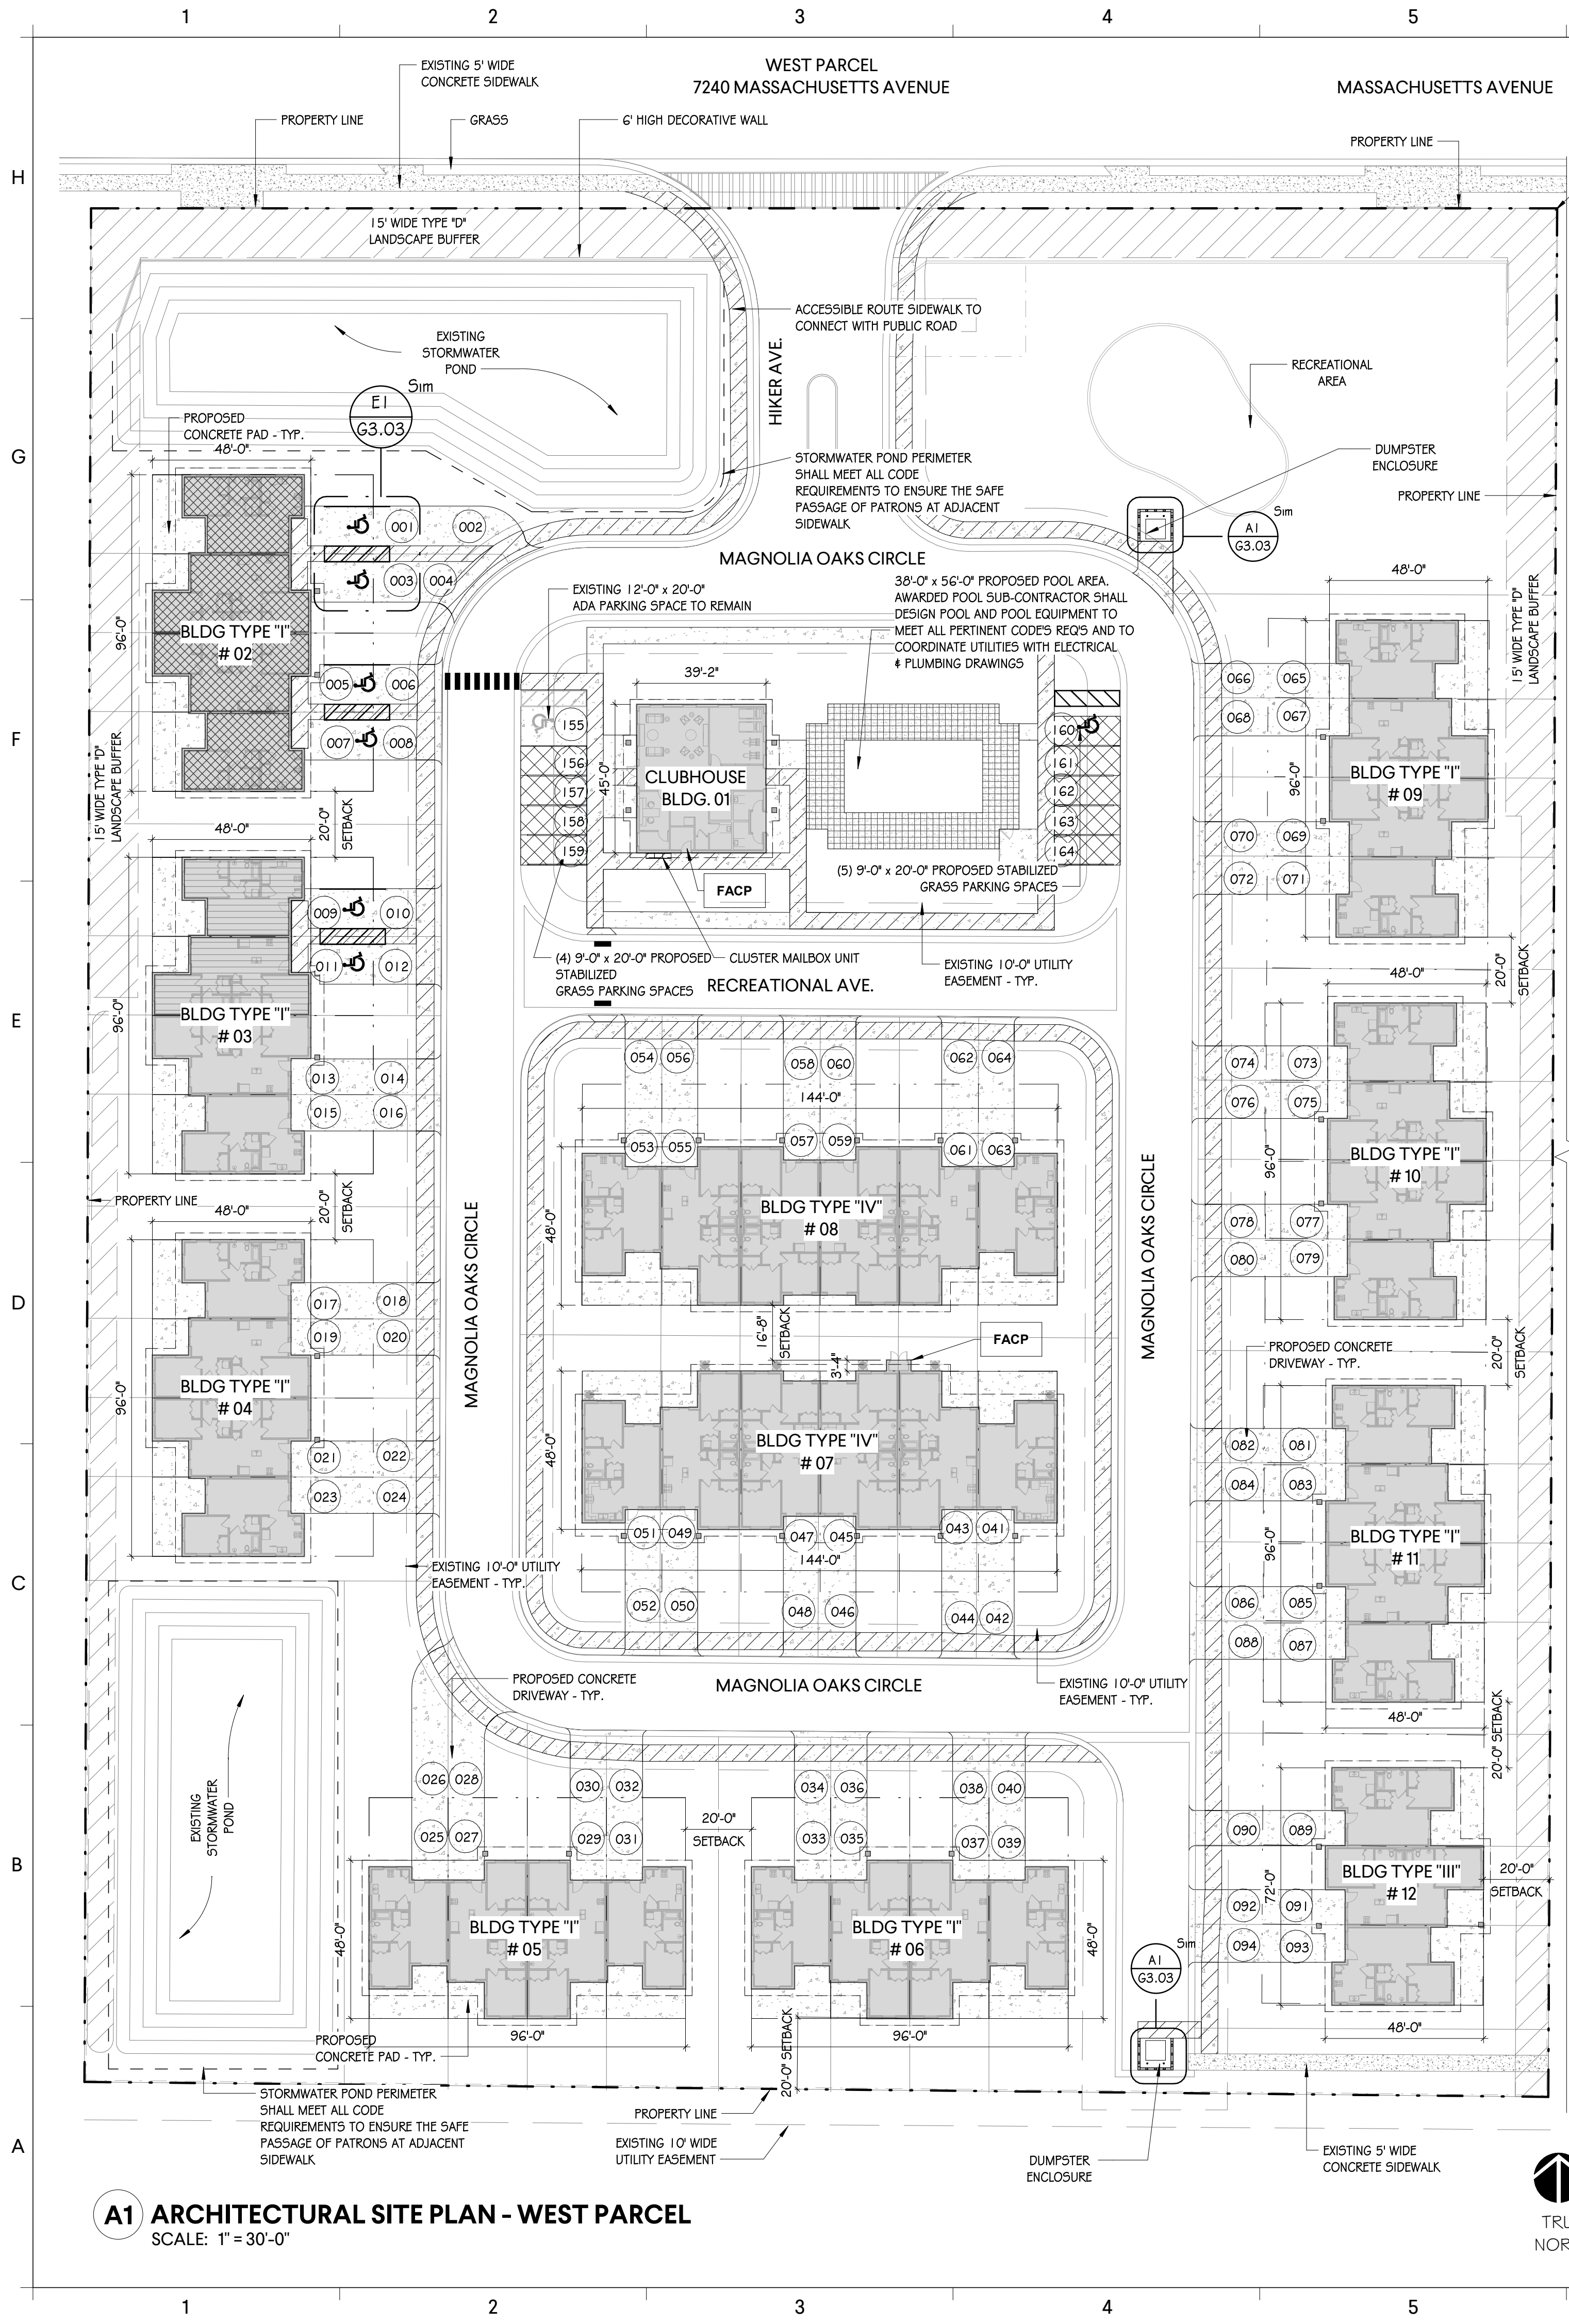 1
2
3
4
5
WEST PARCEL
7240 MASSACHUSETTS AVENUE
MASSACHUSETTS AVENUE
EXISTING 5' WIDE
CONCRETE SIDEWALK
PROPERTY LINE
GRASS
6' HIGH DECORATIVE WALL
PROPERTY LINE
H
15' WIDE TYPE "D"
LANDSCAPE BUFFER
ACCESSIBLE ROUTE SIDEWALK TO
CONNECT WITH PUBLIC ROAD
HIKER AVE.
EXISTING
STORMWATER
POND
RECREATIONAL
AREA
Sim
E1
G3.03
PROPOSED
CONCRETE PAD - TYP.
48'-0"
G
STORMWATER POND PERIMETER
SHALL MEET ALL CODE
REQUIREMENTS TO ENSURE THE SAFE
PASSAGE OF PATRONS AT ADJACENT
SIDEWALK
DUMPSTER
ENCLOSURE
PROPERTY LINE
Sim
A1
G3.03
001
002
003
004
MAGNOLIA OAKS CIRCLE
EXISTING 12'-0" x 20'-0"
ADA PARKING SPACE TO REMAIN
38'-0" x 56'-0" PROPOSED POOL AREA.
AWARDED POOL SUB-CONTRACTOR SHALL
DESIGN POOL AND POOL EQUIPMENT TO
MEET ALL PERTINENT CODE'S REQ'S AND TO
COORDINATE UTILITIES WITH ELECTRICAL
& PLUMBING DRAWINGS
48'-0"
15' WIDE TYPE "D"
LANDSCAPE BUFFER
96'-0"
BLDG TYPE "I"
# 02
005
006
007
008
39'-2"
066
065
068
067
F
155
156
157
158
159
45'-0"
CLUBHOUSE
BLDG. 01
160
161
162
163
164
96'-0"
BLDG TYPE "I"
# 09
15' WIDE TYPE "D"
LANDSCAPE BUFFER
20'-0"
SETBACK
48'-0"
070
069
072
071
(5) 9'-0" x 20'-0" PROPOSED STABILIZED
GRASS PARKING SPACES
FACP
009
010
011
012
(4) 9'-0" x 20'-0" PROPOSED
STABILIZED
GRASS PARKING SPACES
CLUSTER MAILBOX UNIT
EXISTING 10'-0" UTILITY
EASEMENT - TYP.
RECREATIONAL AVE.
20'-0"
SETBACK
48'-0"
E
96'-0"
BLDG TYPE "I"
# 03
013
014
015
016
054
056
058
060
062
064
144'-0"
053
055
057
059
061
063
074
073
076
075
96'-0"
BLDG TYPE "I"
# 10
PROPERTY LINE
48'-0"
20'-0"
SETBACK
MAGNOLIA OAKS CIRCLE
48'-0"
BLDG TYPE "IV"
# 08
MAGNOLIA OAKS CIRCLE
078
077
080
079
D
017
018
019
020
16'-8"
SETBACK
3'-4"
FACP
20'-0"
SETBACK
PROPOSED CONCRETE
DRIVEWAY - TYP.
96'-0"
BLDG TYPE "I"
# 04
021
022
023
024
48'-0"
BLDG TYPE "IV"
# 07
082
081
084
083
051
049
047
045
043
041
144'-0"
96'-0"
BLDG TYPE "I"
# 11
C
EXISTING 10'-0" UTILITY
EASEMENT - TYP.
052
050
048
046
044
042
086
085
088
087
PROPOSED CONCRETE
DRIVEWAY - TYP.
MAGNOLIA OAKS CIRCLE
EXISTING 10'-0" UTILITY
EASEMENT - TYP.
48'-0"
20'-0" SETBACK
EXISTING
STORMWATER
POND
026
028
030
032
034
036
038
040
025
027
029
031
20'-0"
SETBACK
033
035
037
039
090
089
B
72'-0"
BLDG TYPE "III"
# 12
20'-0"
SETBACK
092
091
094
093
48'-0"
BLDG TYPE "I"
# 05
BLDG TYPE "I"
# 06
48'-0"
Sim
A1
G3.03
96'-0"
20'-0" SETBACK
96'-0"
48'-0"
PROPOSED
CONCRETE PAD - TYP.
STORMWATER POND PERIMETER
SHALL MEET ALL CODE
REQUIREMENTS TO ENSURE THE SAFE
PASSAGE OF PATRONS AT ADJACENT
SIDEWALK
PROPERTY LINE
EXISTING 10' WIDE
UTILITY EASEMENT
DUMPSTER
ENCLOSURE
EXISTING 5' WIDE
CONCRETE SIDEWALK
A
A1 ARCHITECTURAL SITE PLAN - WEST PARCEL
SCALE: 1" = 30'-0"
TRU
NOR
1
2
3
4
5